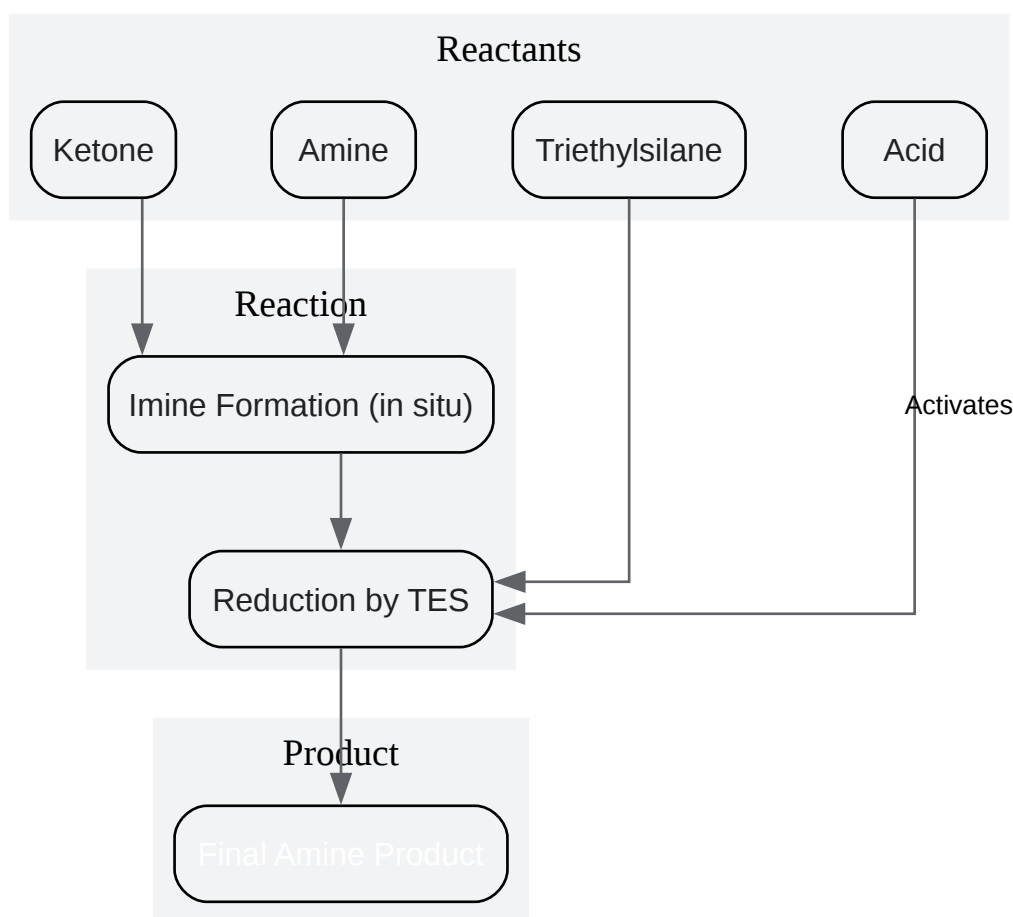 Reactants
Ketone
Amine
Triethylsilane
Acid
Reaction
Imine Formation (in situ)
Activates
Reduction by TES
Product
Final Amine Product